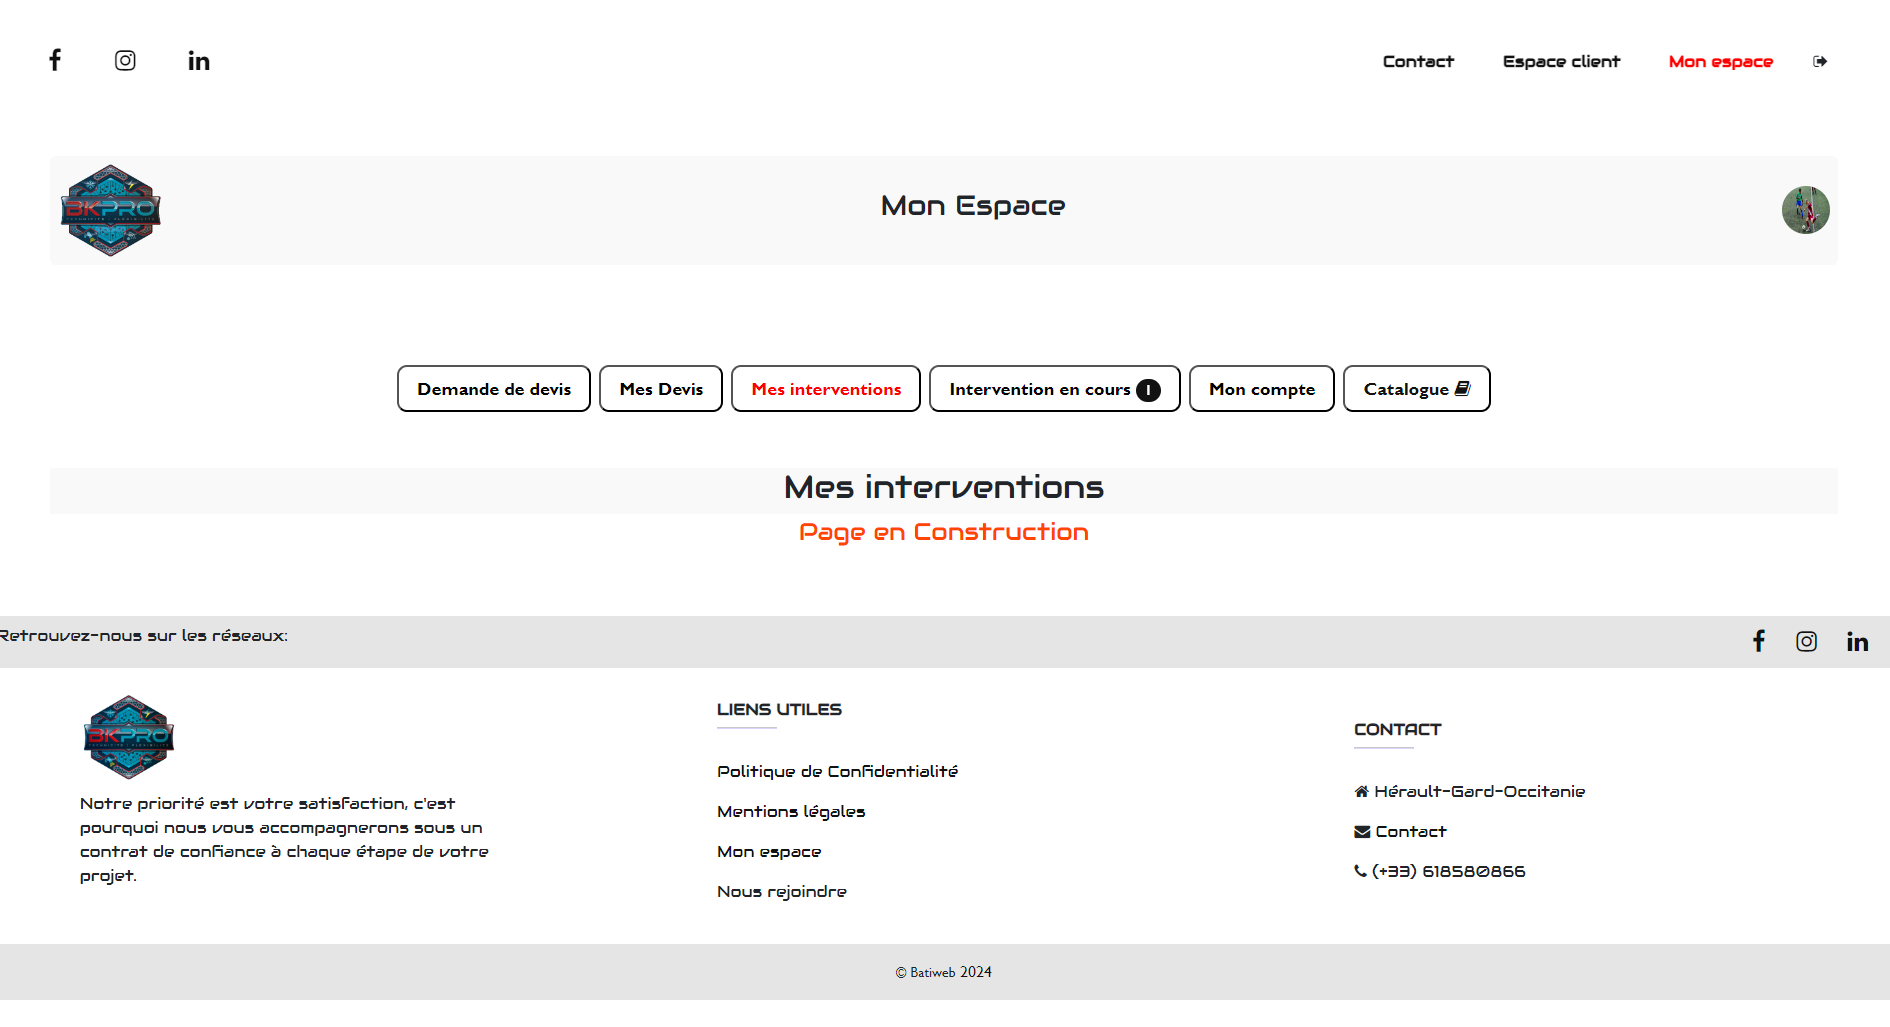 Contact
Espace client
Mon espace
BKPRO
Mon Espace
Demande de devis
Mes Devis
Mes interventions
Intervention en cours 1
Mon compte
Catalogue
Mes interventions
Page en Construction
Retrouvez-nous sur les réseaux:
BKPRO
Notre priorité est votre satisfaction, c'est
pourquoi nous vous accompagnerons sous un
contrat de confiance à chaque étape de votre
projet.
LIENS UTILES
Politique de Confidentialité
Mentions légales
Mon espace
Nous rejoindre
CONTACT
Hérault-Gard-Occitanie
Contact
(+33) 618580866
© Batiweb 2024